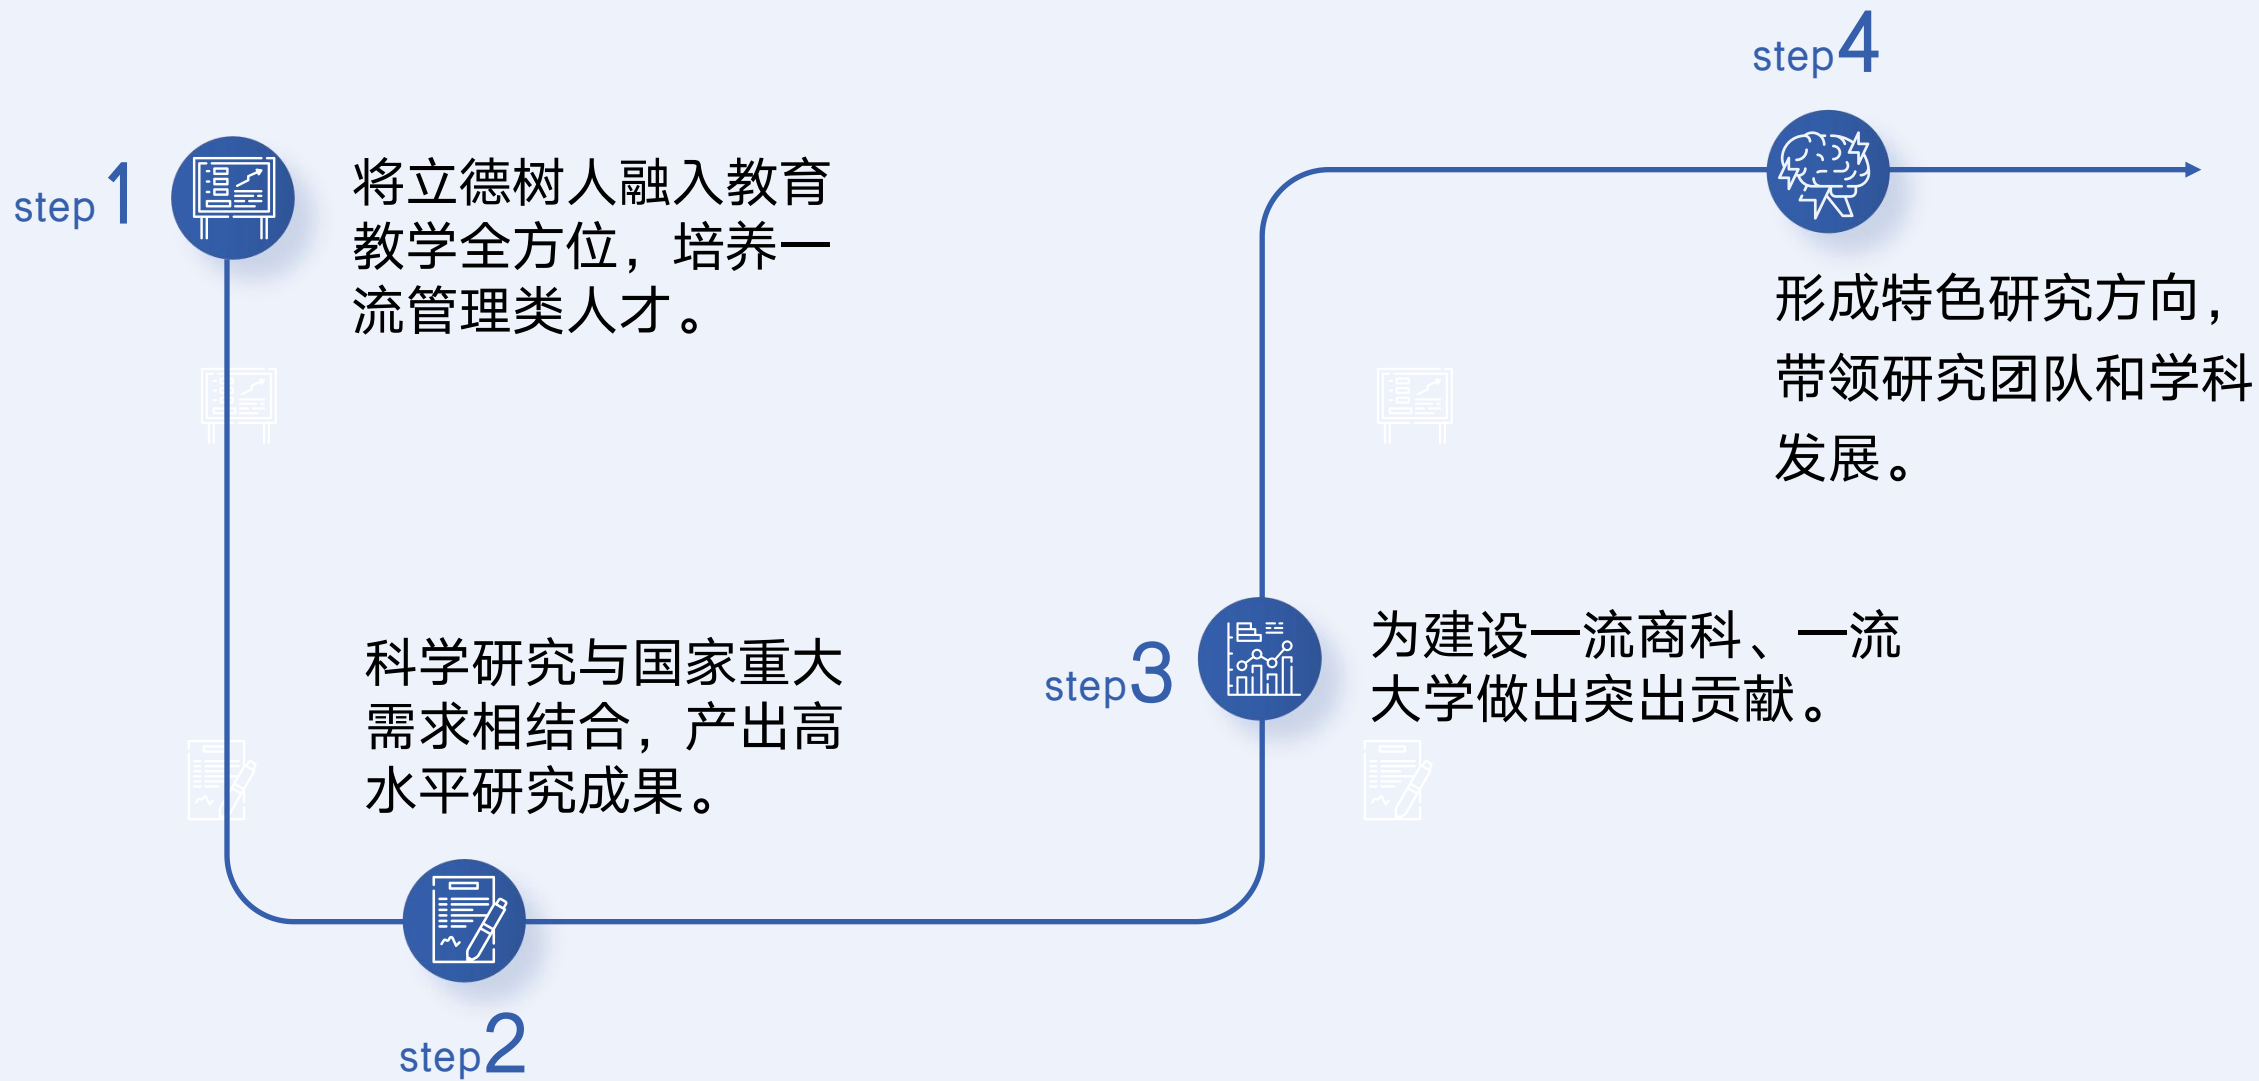 step1
将立德树人融入教育
教学全方位，培养一
流管理类人才。
科学研究与国家重大
需求相结合，产出高
水平研究成果。
step2
step3
为建设一流商科、一流
大学做出突出贡献。
step4
形成特色研究方向，
带领研究团队和学科
发展。